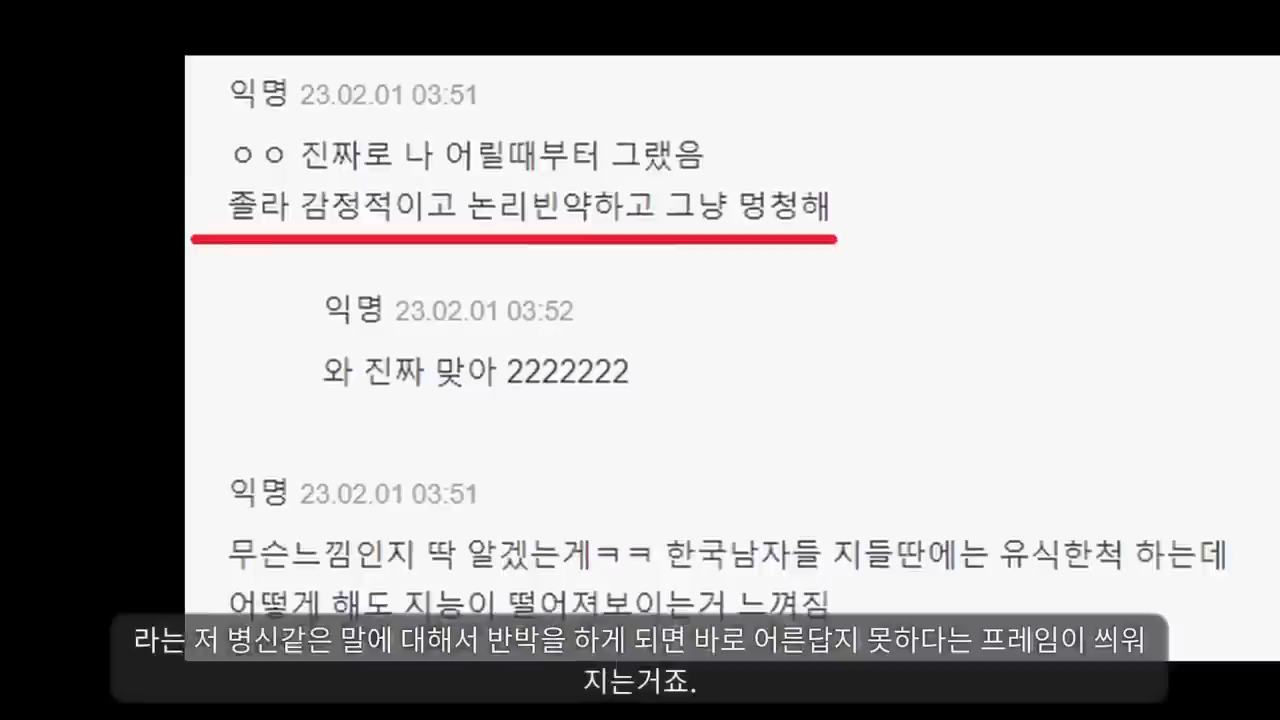 익명 23.02.01 03:51
ㅇㅇ 진짜로 나 어릴때부터 그랬음
졸라 감정적이고 논리빈약하고 그냥 멍청해
익명 23.02.01 03:52
와 진짜 맞아 2222222
익명 23.02.01 03:51
무슨느낌인지 딱 알겠는게ㅋㅋ 한국남자들 지들딴에는 유식한척 하는데
어떻게 해도 지능이 떨어져보이는거 느껴짐
라는 저 병신같은 말에 대해서 반박을 하게 되면 바로 어른답지 못하다는 프레임이 씌워
지는거죠.